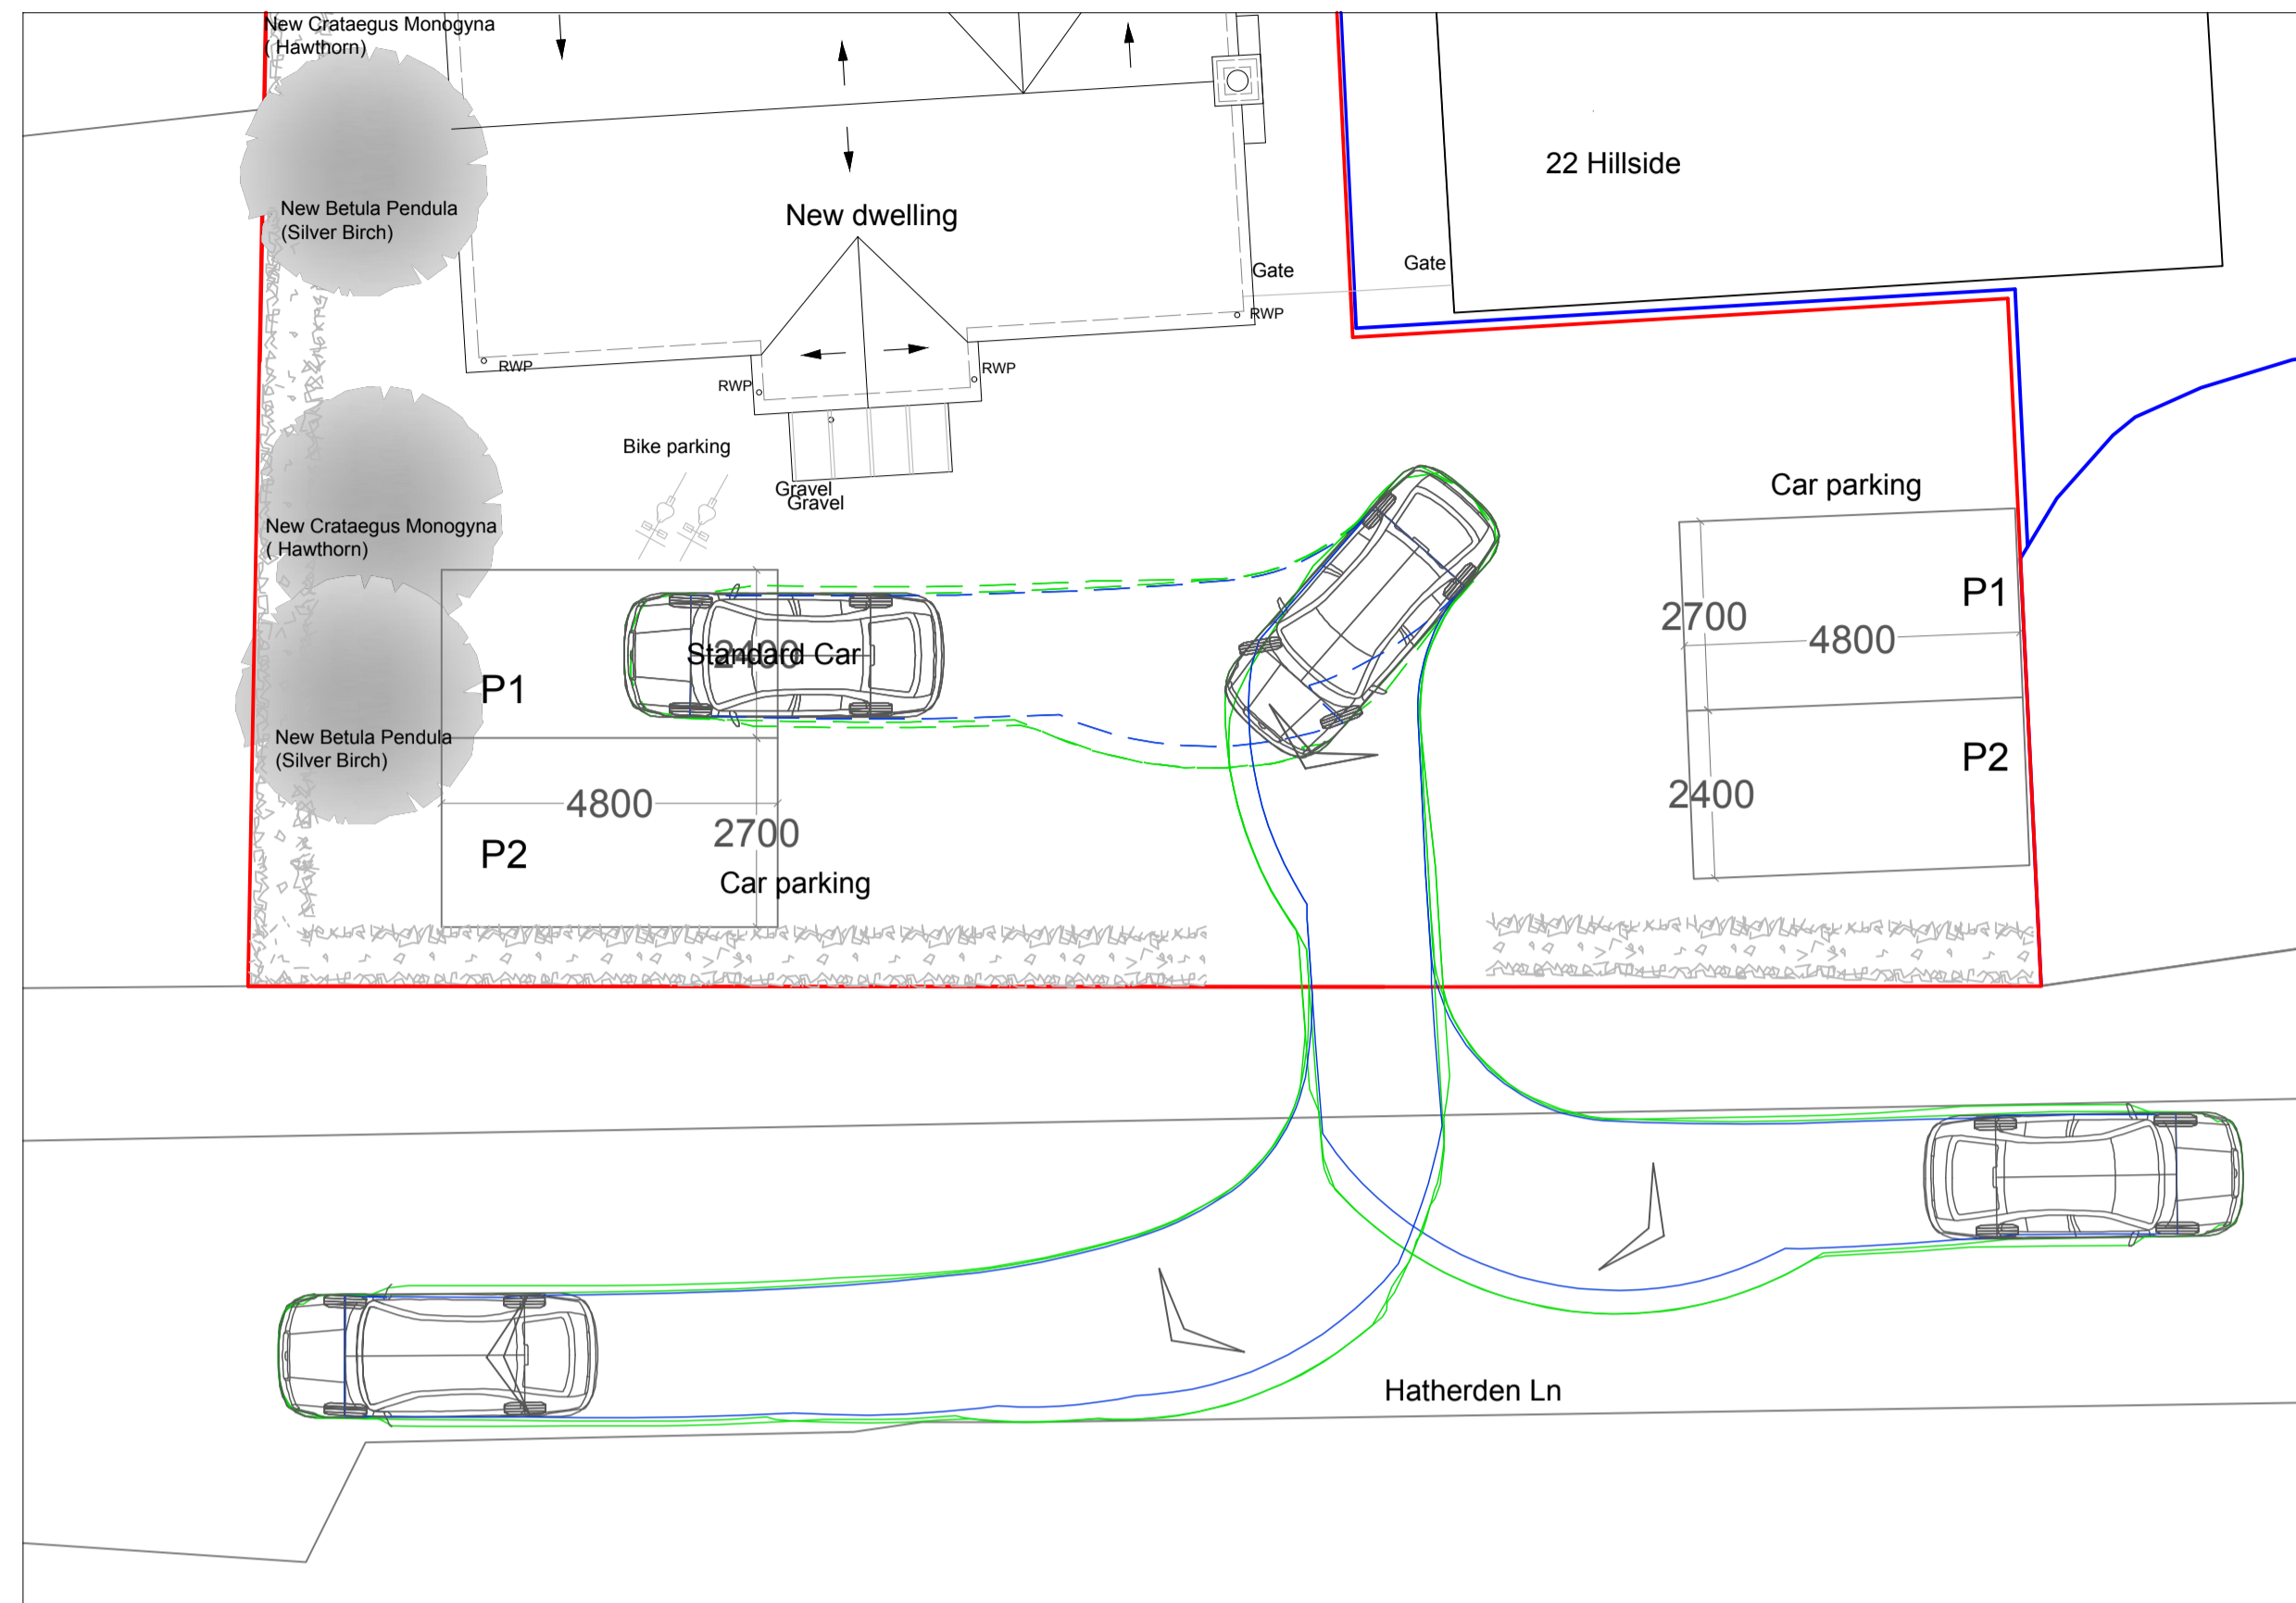 New Crataegus Monogyna
( Hawthorn)
22 Hillside
New Betula Pendula
(Silver Birch)
New dwelling
Gate
Gate
RWP
RWP
RWP
RWP
Bike parking
Gravel
Gravel
Car parking
New Crataegus Monogyna
( Hawthorn)
P1
2700
4800
2400
Standard Car
P1
New Betula Pendula
(Silver Birch)
P2
2400
4800
2700
P2
Car parking
Hatherden Ln